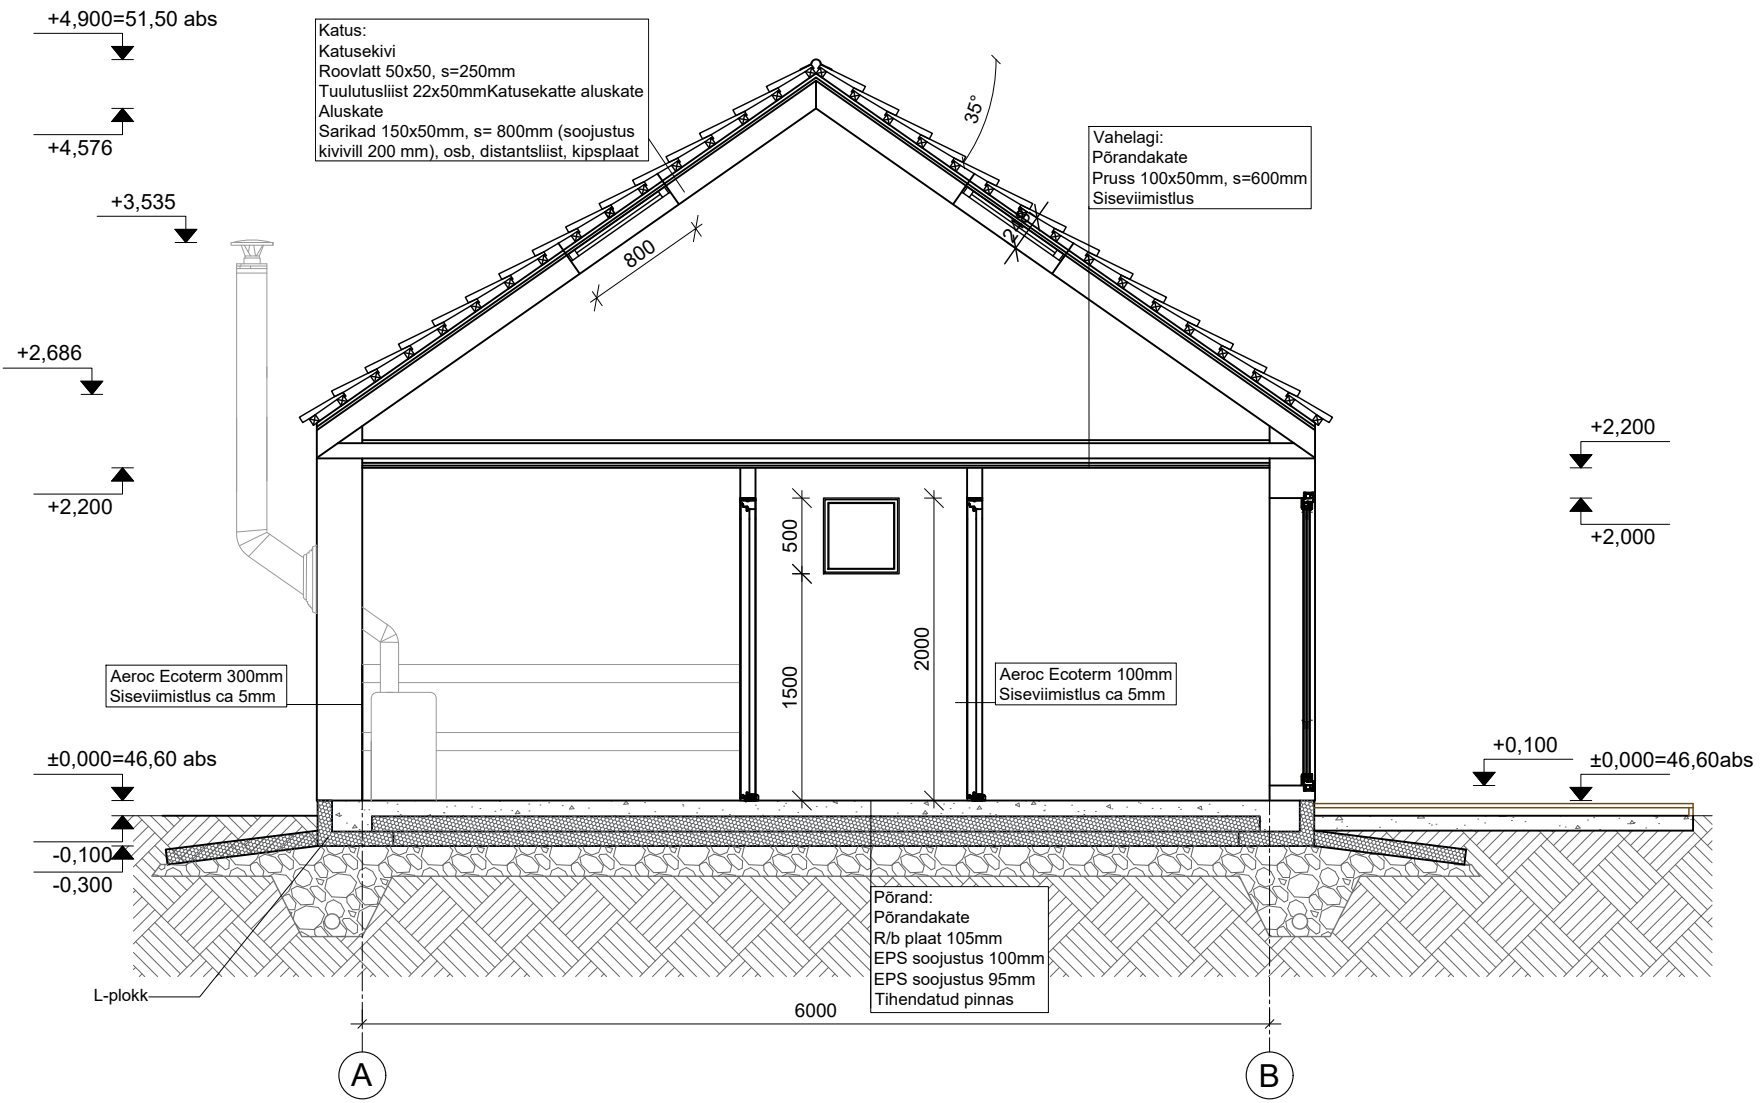 +4,900=51,50 abs
+4,576
+3,535
+2,686
+2,200
Katus:
Katusekivi
Roovlatt 50x50, s=250mm
Tuulutusliist 22x50mmKatusekatte aluskate
Aluskate
Sarikad 150x50mm, s= 800mm (soojustus
kivivill 200 mm), osb, distantsliist, kipsplaat
35°
Vahelagi:
Põrandakate
Pruss 100x50mm, s=600mm
Siseviimistlus
800
+2,200
+2,000
500
1500
2000
Aeroc Ecoterm 300mm
Siseviimistlus ca 5mm
Aeroc Ecoterm 100mm
Siseviimistlus ca 5mm
±0,000=46,60 abs
+0,100
±0,000=46,60abs
-0,100
-0,300
Põrand:
Põrandakate
R/b plaat 105mm
EPS soojustus 100mm
EPS soojustus 95mm
Tihendatud pinnas
L-plokk
6000
A
B